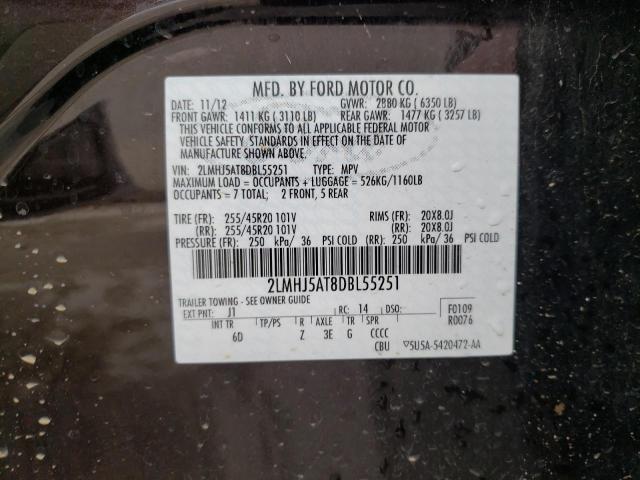 MFD. BY FORD MOTOR CO.
DATE: 11/12 GVWR: 2880 KG ( 6350 LB)
FRONT GAWR: 1411 KG ( 3110 LB) REAR GAWR: 1477 KG ( 3257 LB)
THIS VEHICLE CONFORMS TO ALL APPLICABLE FEDERAL MOTOR
VEHICLE SAFETY STANDARDS IN EFFECT ON THE DATE OF
MANUFACTURE SHOWN ABOVE.
VIN: 2LMHJ5AT8DBL55251 TYPE: MPV
MAXIMUM LOAD = OCCUPANTS + LUGGAGE = 526KG/1160LB
OCCUPANTS = 7 TOTAL; 2 FRONT, 5 REAR
TIRE (FR): 255/45R20 101V RIMS (FR): 20X8.0J
(RR): 255/45R20 101V (RR): 20X8.0J
PRESSURE (FR): 250 kPa/ 36 PSI COLD (RR): 250 kPa/ 36 PSI COLD
2LMHJ5AT8DBL55251
TRAILER TOWING - SEE OWNER GUIDE
EXT PNT: J1 RC: 14 DSO: F0109
INT TR TP/PS R AXLE TR SPR R0076
6D Z 3E G CCCC
CBU ▽5U5A-5420472-AA